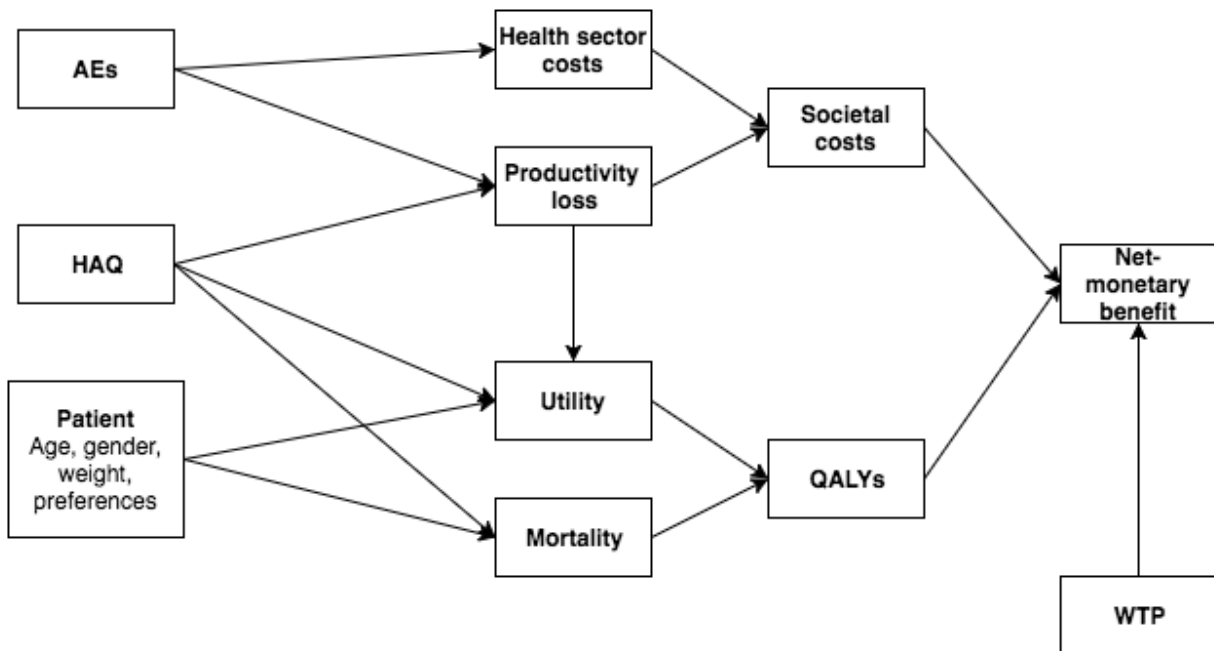 AEs
HAQ
Patient
Age, gender,
weight,
preferences
Health sector
costs
Productivity
loss
Utility
Mortality
Societal
costs
QALYs
Net-
monetary
benefit
WTP